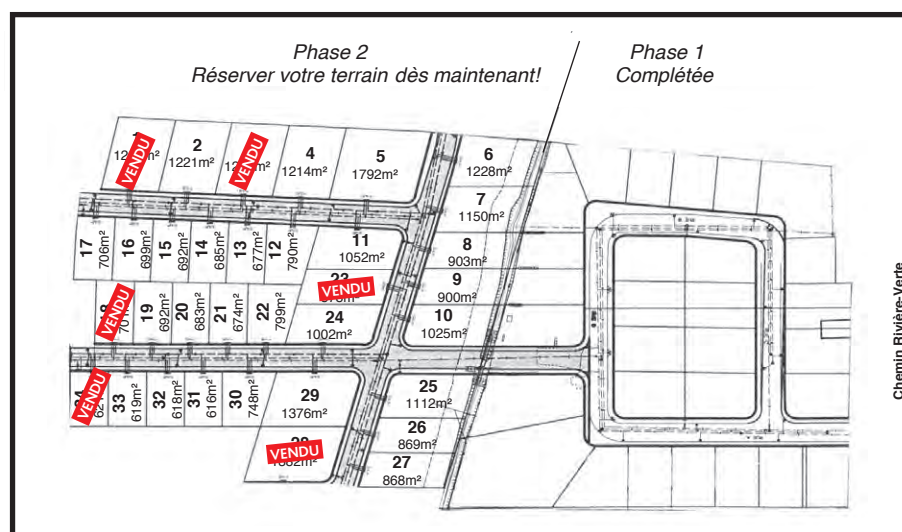 Phase 2
Réserver votre terrain dès maintenant!
Phase 1
Complétée
VENDU
2
1221m²
VENDU
4
1214m²
5
1792m²
6
1228m²
7
1150m²
8
903m²
9
900m²
10
1025m²
17
706m²
16
699m²
15
692m²
14
685m²
13
677m²
12
790m²
11
1052m²
VENDU
24
1002m²
VENDU
19
692m²
20
683m²
21
674m²
22
799m²
VENDU
33
619m²
32
618m²
31
616m²
30
748m²
29
1376m²
VENDU
25
1112m²
26
869m²
27
868m²
Chemin Rivière-Verte